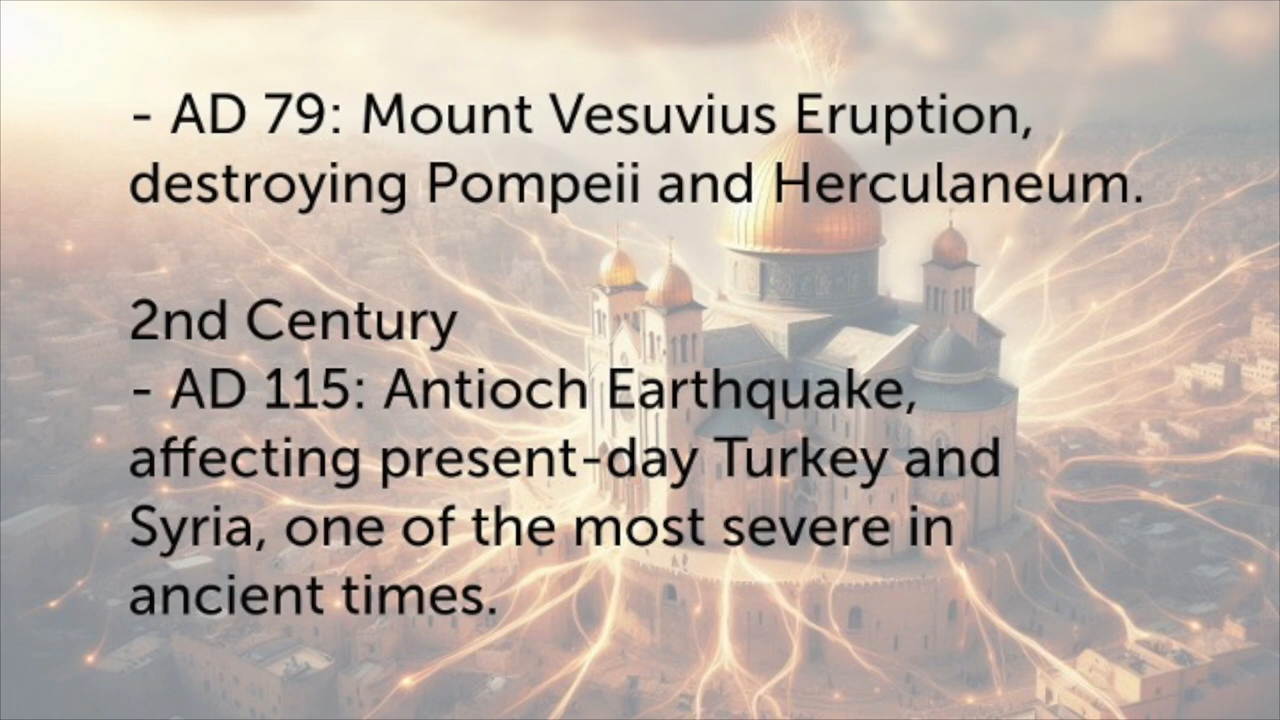 - AD 79: Mount Vesuvius Eruption,
destroying Pompeii and Herculaneum.
2nd Century
- AD 115: Antioch Earthquake,
affecting present-day Turkey and
Syria, one of the most severe in
ancient times.